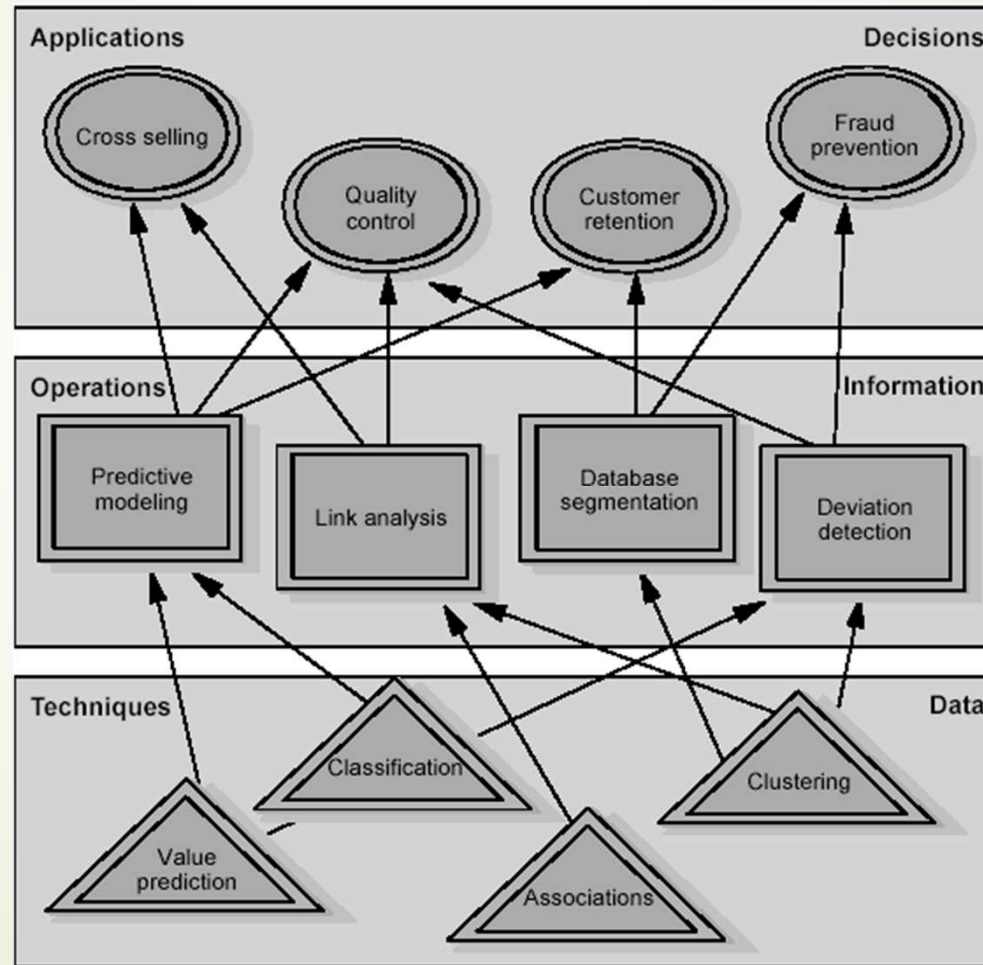 Applications
Decisions
Cross selling
Fraud
prevention
Quality
control
Customer
retention
Operations
Information
Predictive
modeling
Link analysis
Database
segmentation
Deviation
detection
Techniques
Data
Classification
Clustering
Value
prediction
Associations